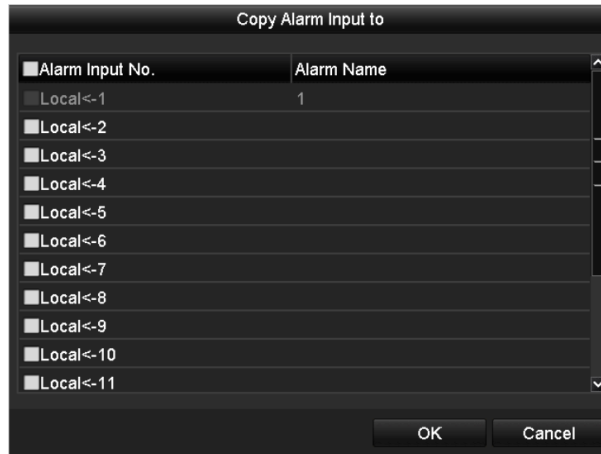 Copy Alarm Input to
Alarm Input No. Alarm Name
Local<-1 1
Local<-2
Local<-3
Local<-4
Local<-5
Local<-6
Local<-7
Local<-8
Local<-9
Local<-10
Local<-11
OK Cancel